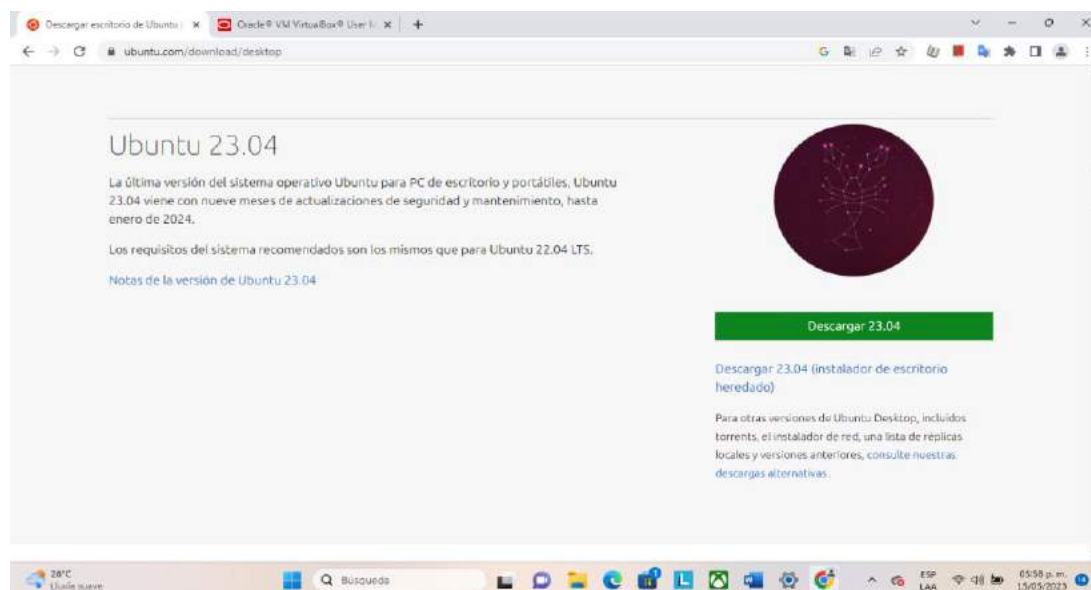 Descargar escritorio de Ubuntu |
Oracle® VM VirtualBox® User M
ubuntu.com/download/desktop
Ubuntu 23.04
La última versión del sistema operativo Ubuntu para PC de escritorio y portátiles, Ubuntu
23.04 viene con nueve meses de actualizaciones de seguridad y mantenimiento, hasta
enero de 2024.
Los requisitos del sistema recomendados son los mismos que para Ubuntu 22.04 LTS.
Notas de la versión de Ubuntu 23.04
Descargar 23.04
Descargar 23.04 (instalador de escritorio
heredado)
Para otras versiones de Ubuntu Desktop, incluidos
torrents, el instalador de red, una lista de réplicas
locales y versiones anteriores, consulte nuestras
descargas alternativas.
28°C
Lluvia suave
Búsqueda
ESP
LAA
05:58 p. m.
15/05/2023